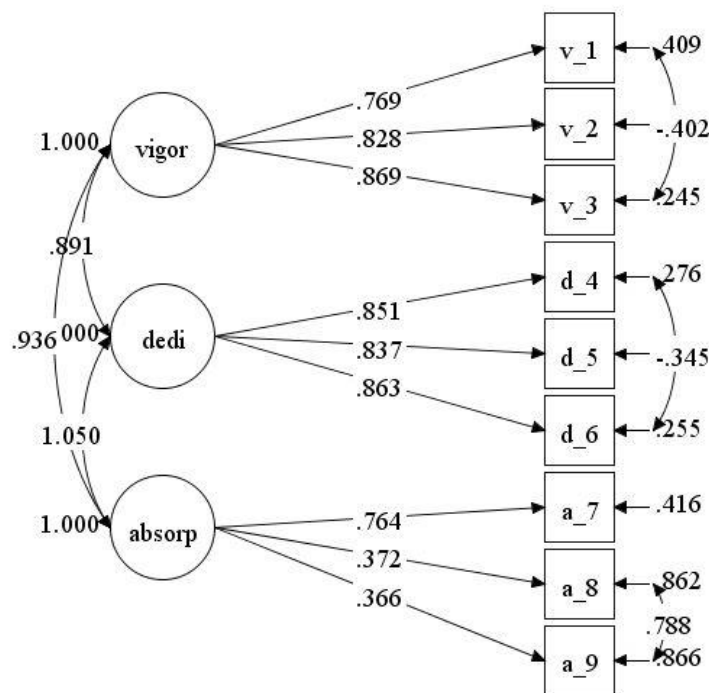 v_1
.409
.769
1.000
vigor
.828
v_2
-.402
.869
v_3
.245
.891
d_4
.276
.851
.936
000
dedi
.837
d_5
-.345
.863
d_6
.255
1.050
a_7
.416
.764
1.000
absorp
.372
a_8
.862
.366
.788
a_9
.866